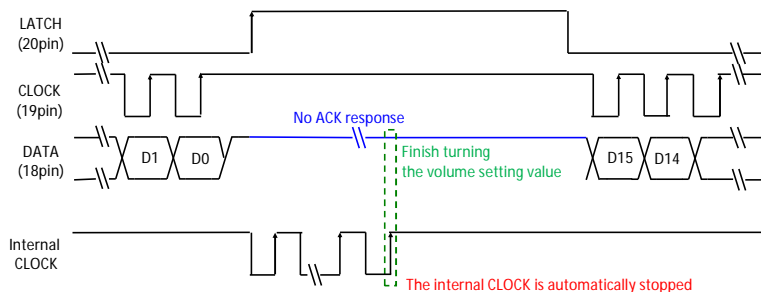 LATCH
(20pin)
CLOCK
(19pin)
No ACK response
DATA
(18pin)
D1
D0
Finish turning
the volume setting value
D15
D14
Internal
CLOCK
The internal CLOCK is automatically stopped